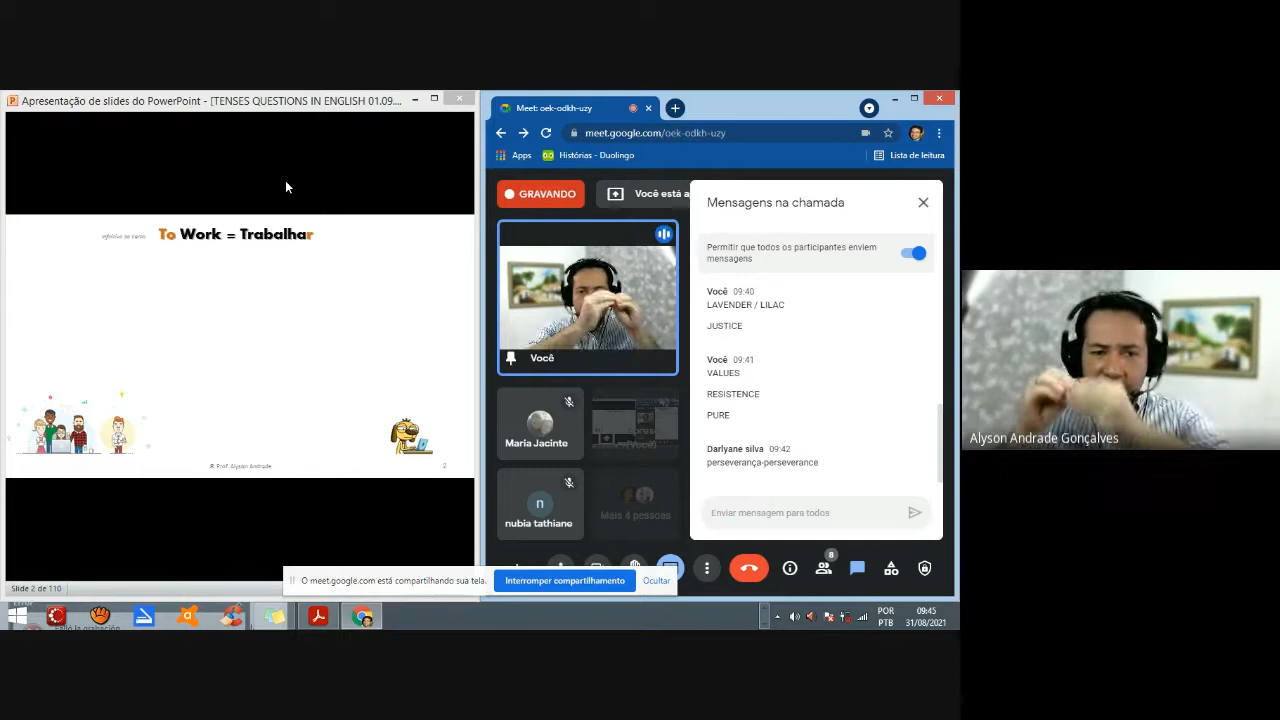 Apresentação de slides do PowerPoint - [TENSES QUESTIONS IN ENGLISH 01.09....
infinitivo do verbo
To Work = Trabalhar
© Prof. Alyson Andrade
2
Slide 2 de 110
Meet: oek-odkh-uzy
meet.google.com/oek-odkh-uzy
Apps
Histórias - Duolingo
Lista de leitura
GRAVANDO
Você está a
Você
Maria Jacinte
n
nubia tathiane
Mais 4 pessoas
Mensagens na chamada
Permitir que todos os participantes enviem
mensagens
Você 09:40
LAVENDER / LILAC
JUSTICE
Você 09:41
VALUES
RESISTENCE
PURE
Darlyane silva 09:42
perseverança-perseverance
Enviar mensagem para todos
8
O meet.google.com está compartilhando sua tela.
Interromper compartilhamento
Ocultar
POR
PTB
09:45
31/08/2021
Alyson Andrade Gonçalves